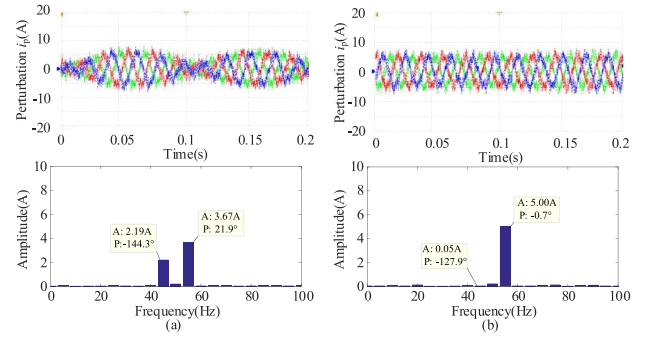 Perturbation ip(A)
20
10
0
-10
-20
0
0.05
0.1
0.15
0.2
Time(s)
Perturbation ip(A)
20
10
0
-10
-20
0
0.05
0.1
0.15
0.2
Time(s)
Amplitude(A)
10
8
6
4
2
0
A: 2.19A
P:-144.3°
A: 3.67A
P: 21.9°
0
20
40
60
80
100
Frequency(Hz)
(a)
Amplitude(A)
10
8
6
4
2
0
A: 5.00A
P: -0.7°
A: 0.05A
P: -127.9°
0
20
40
60
80
100
Frequency(Hz)
(b)